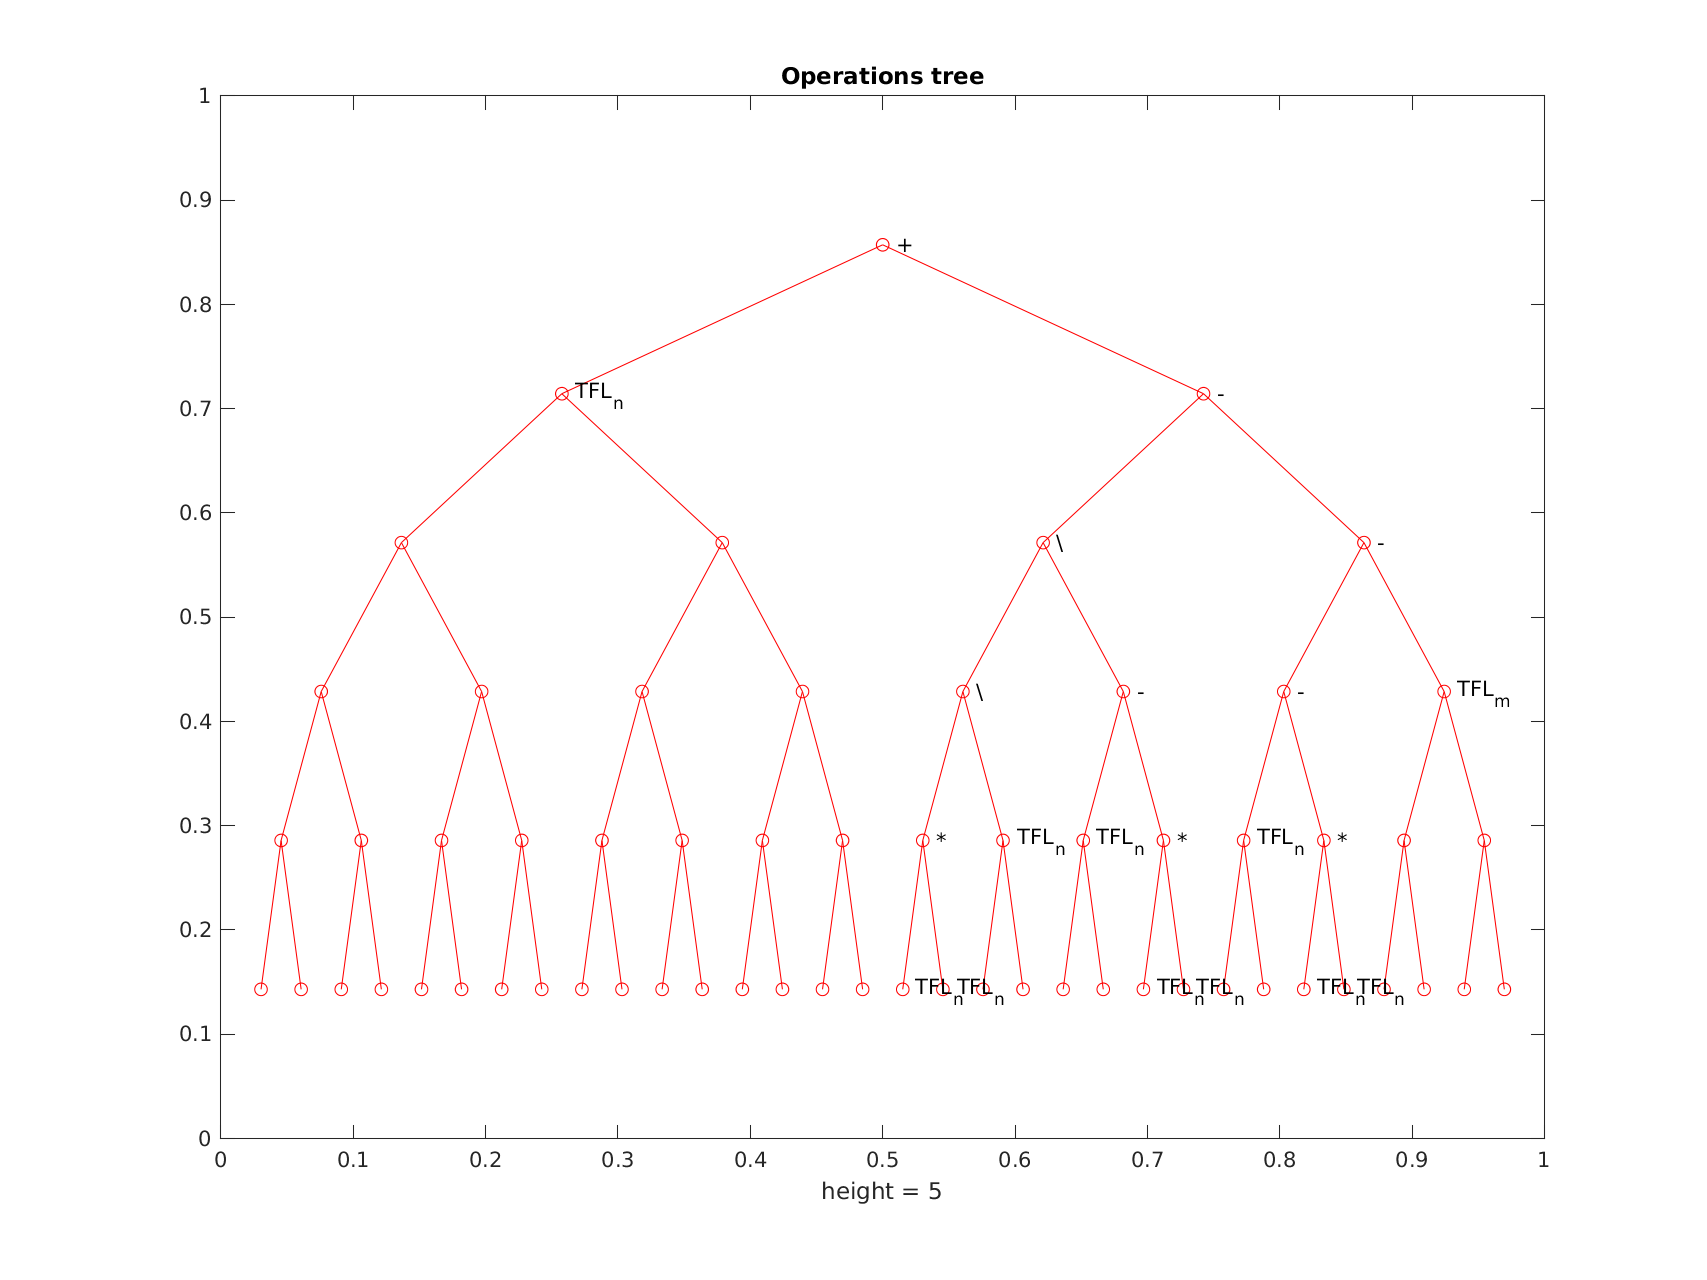 Operations tree
1
0.9
+
0.8
TFLn -
0.7
0.6
\ -
0.5
\ - - TFLm
0.4
0.3
* TFLn TFLn * TFLn *
0.2
TFLn TFLn TFLn TFLn TFLn TFLn
0.1
0
0 0.1 0.2 0.3 0.4 0.5 0.6 0.7 0.8 0.9 1
height = 5